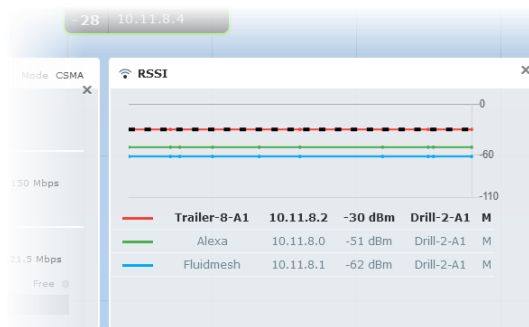 -28 10.11.8.4
Mode CSMA
150 Mbps
21.5 Mbps
Free
RSSI
0
-60
-110
Trailer-8-A1 10.11.8.2 -30 dBm Drill-2-A1 M
Alexa 10.11.8.0 -51 dBm Drill-2-A1 M
Fluidmesh 10.11.8.1 -62 dBm Drill-2-A1 M